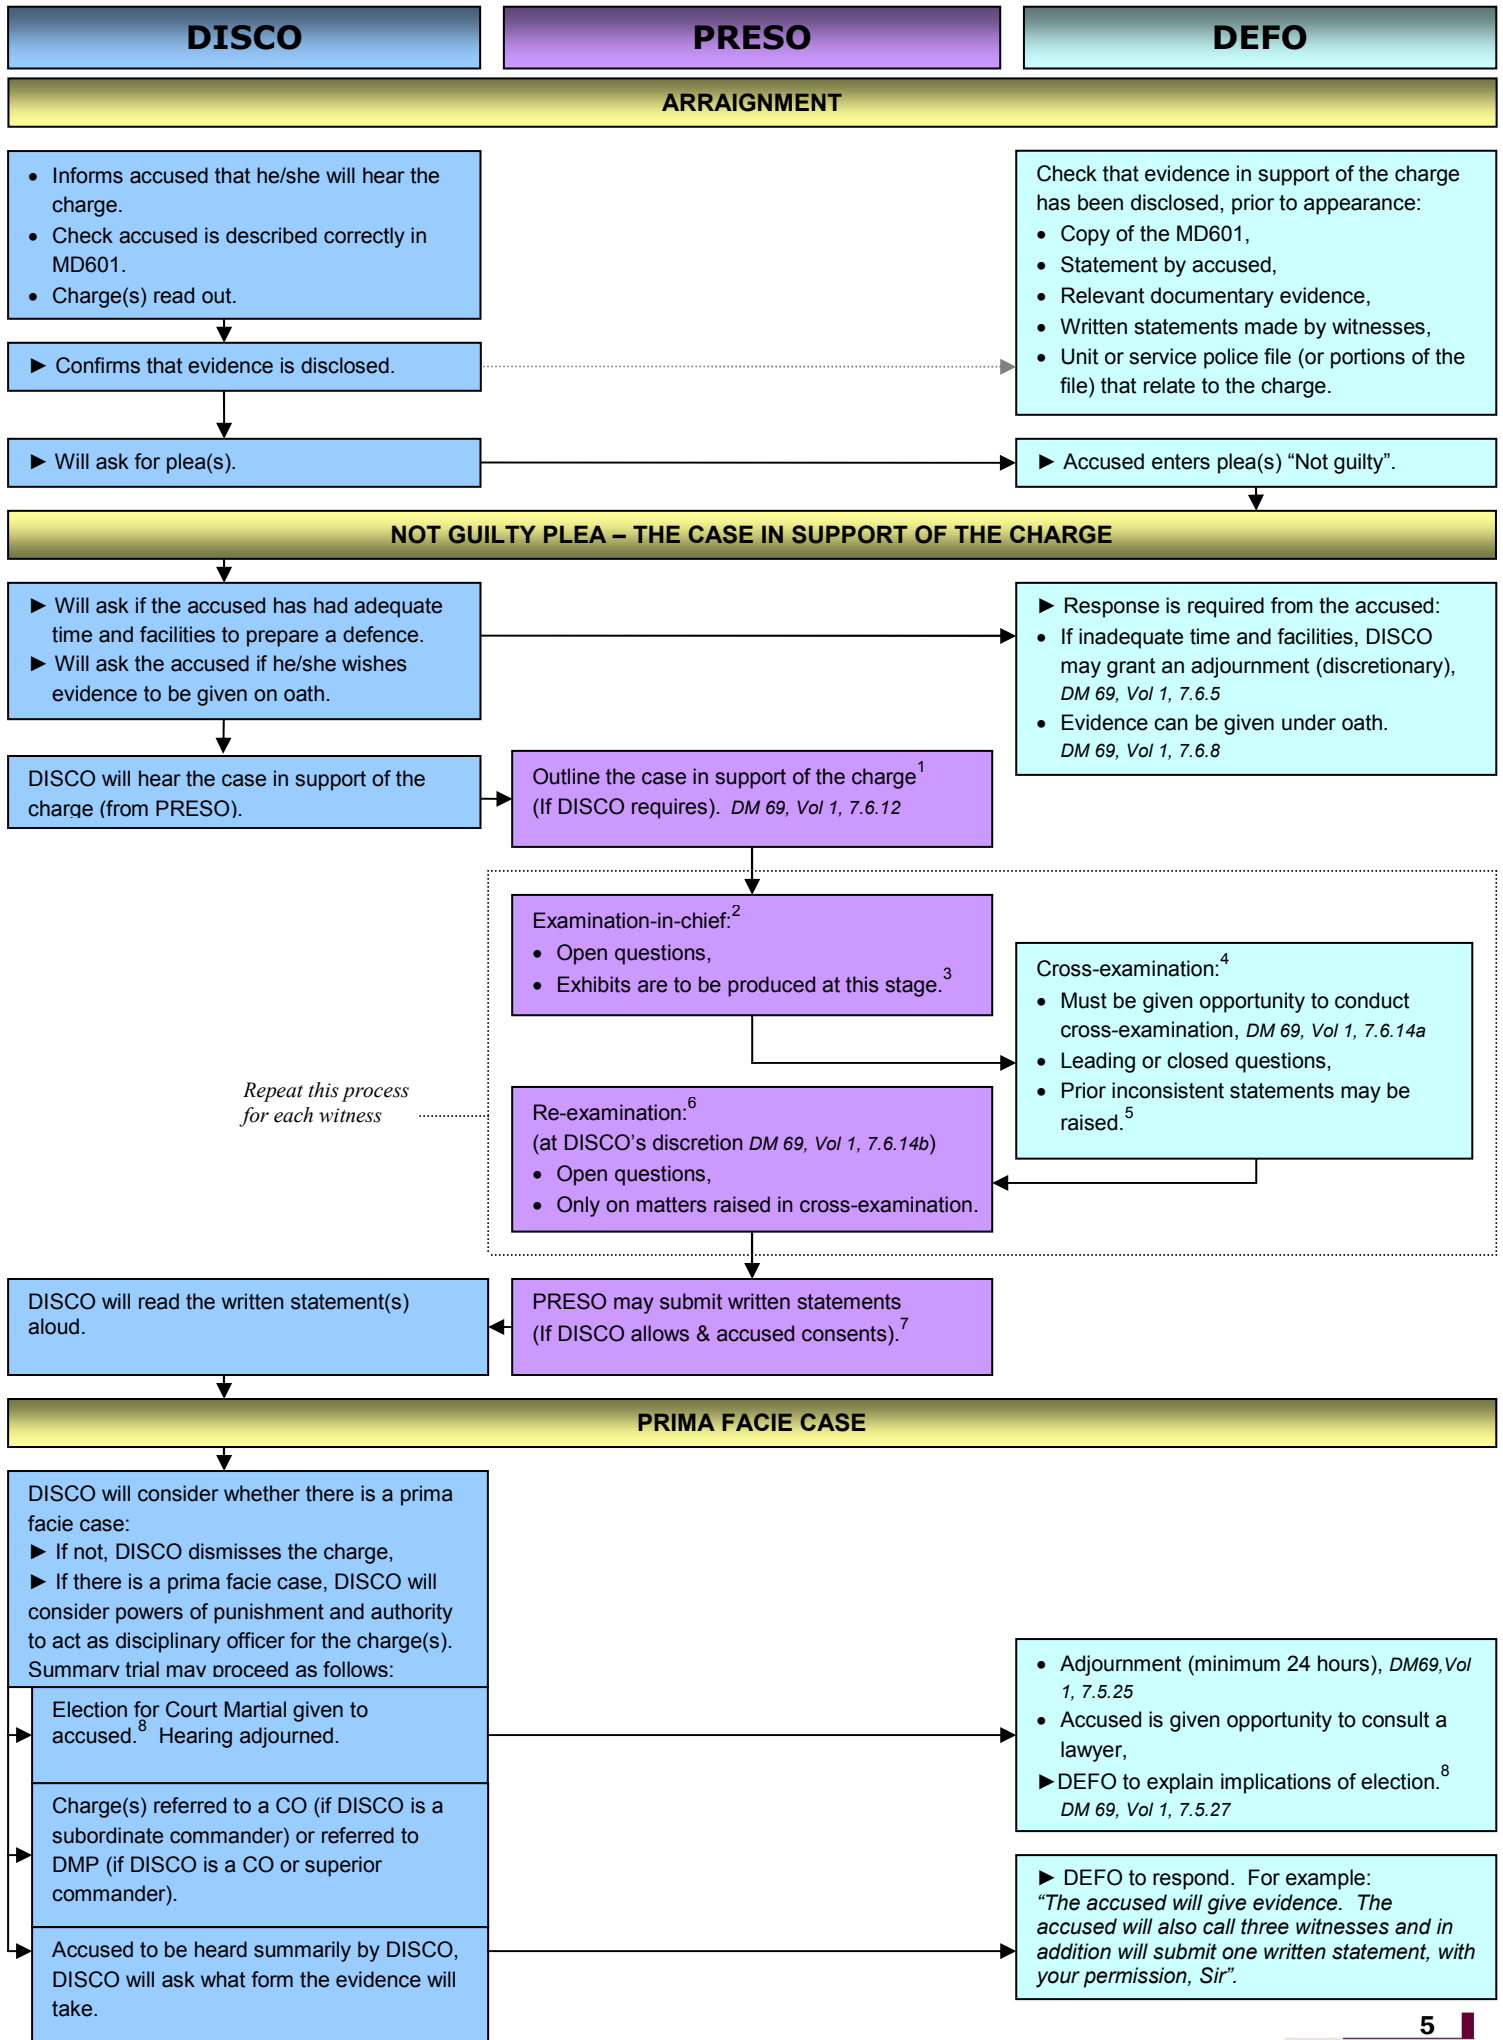 DISCO
PRESO
DEFO
ARRAIGNMENT
• Informs accused that he/she will hear the
charge.
• Check accused is described correctly in
MD601.
• Charge(s) read out.
Check that evidence in support of the charge
has been disclosed, prior to appearance:
• Copy of the MD601,
• Statement by accused,
• Relevant documentary evidence,
• Written statements made by witnesses,
• Unit or service police file (or portions of the
file) that relate to the charge.
► Confirms that evidence is disclosed.
► Will ask for plea(s).
► Accused enters plea(s) “Not guilty”.
NOT GUILTY PLEA – THE CASE IN SUPPORT OF THE CHARGE
► Will ask if the accused has had adequate
time and facilities to prepare a defence.
► Will ask the accused if he/she wishes
evidence to be given on oath.
► Response is required from the accused:
• If inadequate time and facilities, DISCO
may grant an adjournment (discretionary),
DM 69, Vol 1, 7.6.5
• Evidence can be given under oath.
DM 69, Vol 1, 7.6.8
DISCO will hear the case in support of the
charge (from PRESO).
Outline the case in support of the charge1
(If DISCO requires). DM 69, Vol 1, 7.6.12
Examination-in-chief:2
• Open questions,
• Exhibits are to be produced at this stage.3
Cross-examination:4
• Must be given opportunity to conduct
cross-examination, DM 69, Vol 1, 7.6.14a
• Leading or closed questions,
• Prior inconsistent statements may be
raised.5
Repeat this process
for each witness
Re-examination:6
(at DISCO’s discretion DM 69, Vol 1, 7.6.14b)
• Open questions,
• Only on matters raised in cross-examination.
DISCO will read the written statement(s)
aloud.
PRESO may submit written statements
(If DISCO allows & accused consents).7
PRIMA FACIE CASE
DISCO will consider whether there is a prima
facie case:
► If not, DISCO dismisses the charge,
► If there is a prima facie case, DISCO will
consider powers of punishment and authority
to act as disciplinary officer for the charge(s).
Summary trial may proceed as follows:
Election for Court Martial given to
accused.8 Hearing adjourned.
• Adjournment (minimum 24 hours), DM69,Vol
1, 7.5.25
• Accused is given opportunity to consult a
lawyer,
►DEFO to explain implications of election.8
DM 69, Vol 1, 7.5.27
Charge(s) referred to a CO (if DISCO is a
subordinate commander) or referred to
DMP (if DISCO is a CO or superior
commander).
Accused to be heard summarily by DISCO,
DISCO will ask what form the evidence will
take.
► DEFO to respond. For example:
“The accused will give evidence. The
accused will also call three witnesses and in
addition will submit one written statement, with
your permission, Sir”.
5